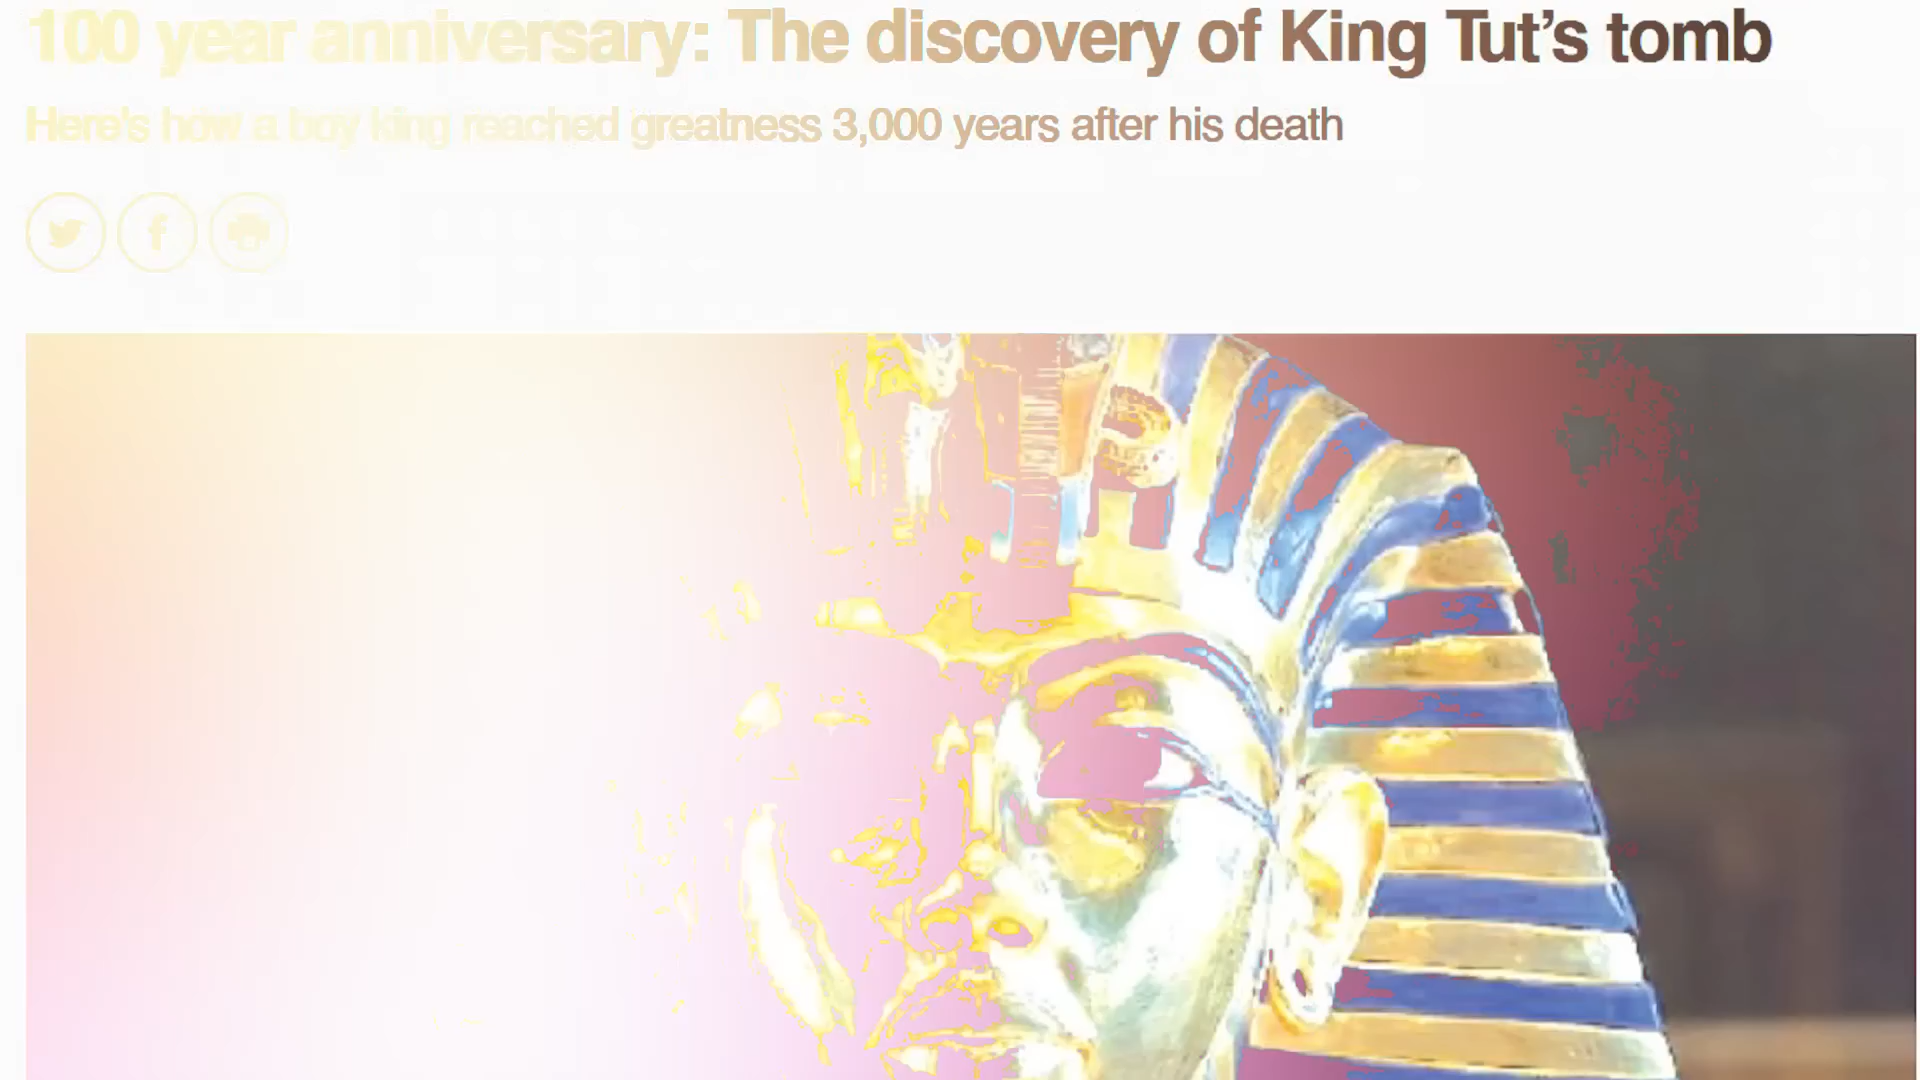 100 year anniversary: The discovery of King Tut’s tomb
Here's how a boy king reached greatness 3,000 years after his death